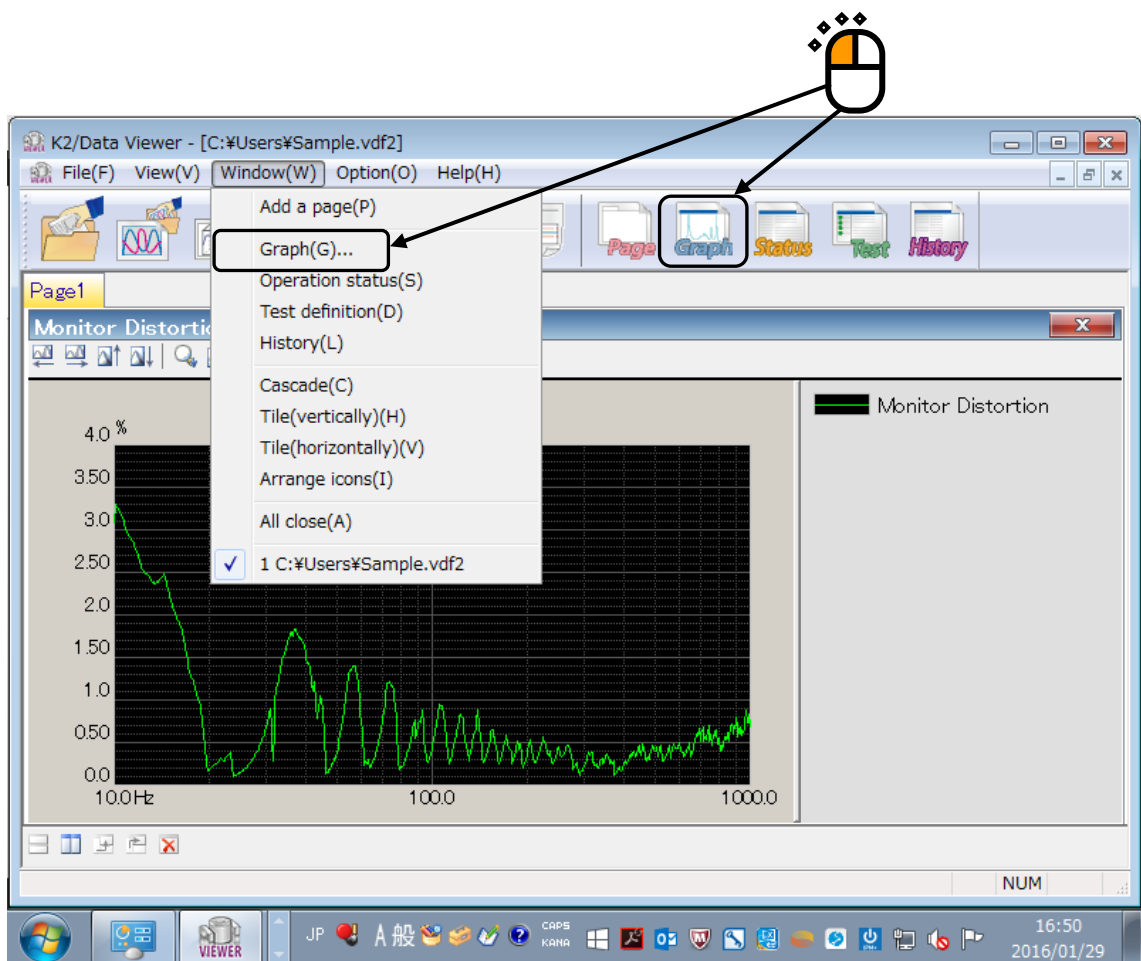 K2/Data Viewer - [C:¥Users¥Sample.vdf2]
File(F) View(V) Window(W) Option(O) Help(H)
Add a page(P)
Graph(G)...
Operation status(S)
Test definition(D)
History(L)
Cascade(C)
Tile(vertically)(H)
Tile(horizontally)(V)
Arrange icons(I)
All close(A)
1 C:¥Users¥Sample.vdf2
Page Graph Status Test History
Page1
Monitor Distortio
Monitor Distortion
4.0 %
3.50
3.0
2.50
2.0
1.50
1.0
0.50
0.0
10.0 Hz 100.0 1000.0
NUM
VIEWER JP A 般 CAPS KANA 16:50
2016/01/29